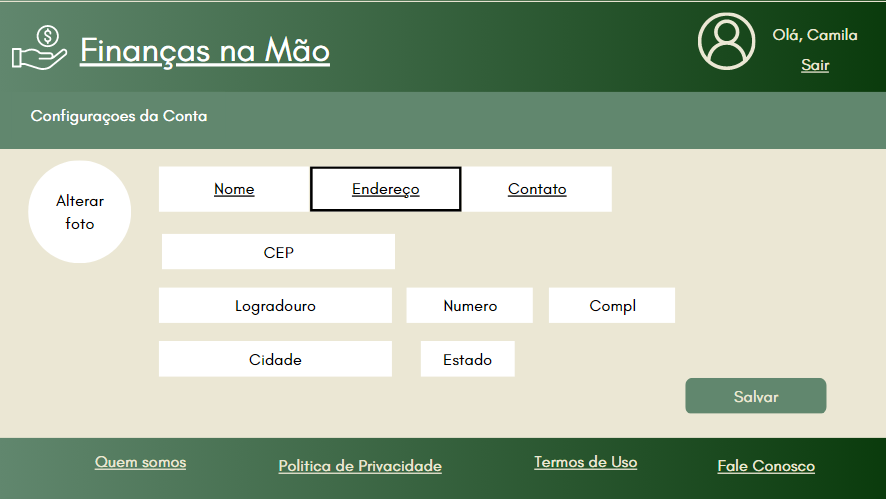 $
Finanças na Mão
Olá, Camila
Sair
Configuraçoes da Conta
Alterar
foto
Nome
Endereço
Contato
CEP
Logradouro
Numero
Compl
Cidade
Estado
Salvar
Quem somos
Politica de Privacidade
Termos de Uso
Fale Conosco